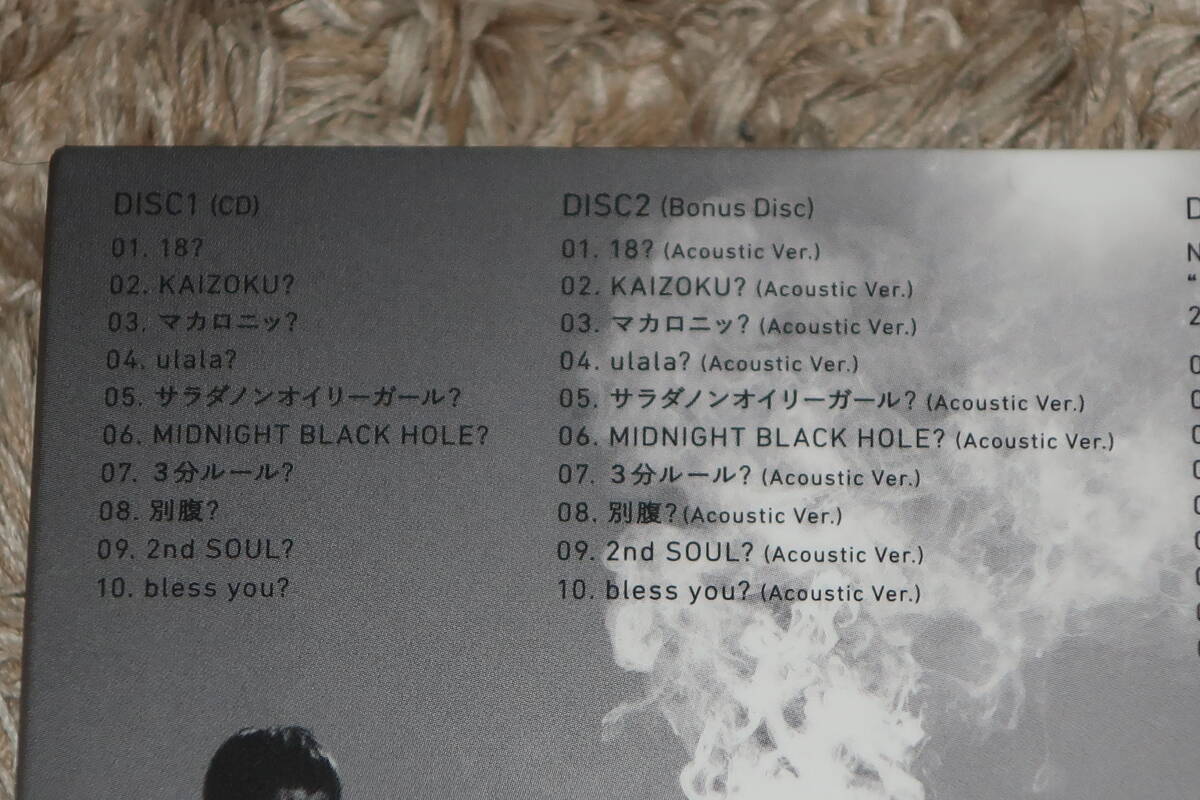 DISC1 (CD)
01. 18?
02. KAIZOKU?
03. マカロニッ?
04. ulala?
05. サラダノンオイリーガール?
06. MIDNIGHT BLACK HOLE?
07. 3分ルール?
08. 別腹?
09. 2nd SOUL?
10. bless you?
DISC2 (Bonus Disc)
01. 18? (Acoustic Ver.)
02. KAIZOKU? (Acoustic Ver.)
03. マカロニッ? (Acoustic Ver.)
04. ulala? (Acoustic Ver.)
05. サラダノンオイリーガール? (Acoustic Ver.)
06. MIDNIGHT BLACK HOLE? (Acoustic Ver.)
07. 3分ルール? (Acoustic Ver.)
08. 別腹? (Acoustic Ver.)
09. 2nd SOUL? (Acoustic Ver.)
10. bless you? (Acoustic Ver.)